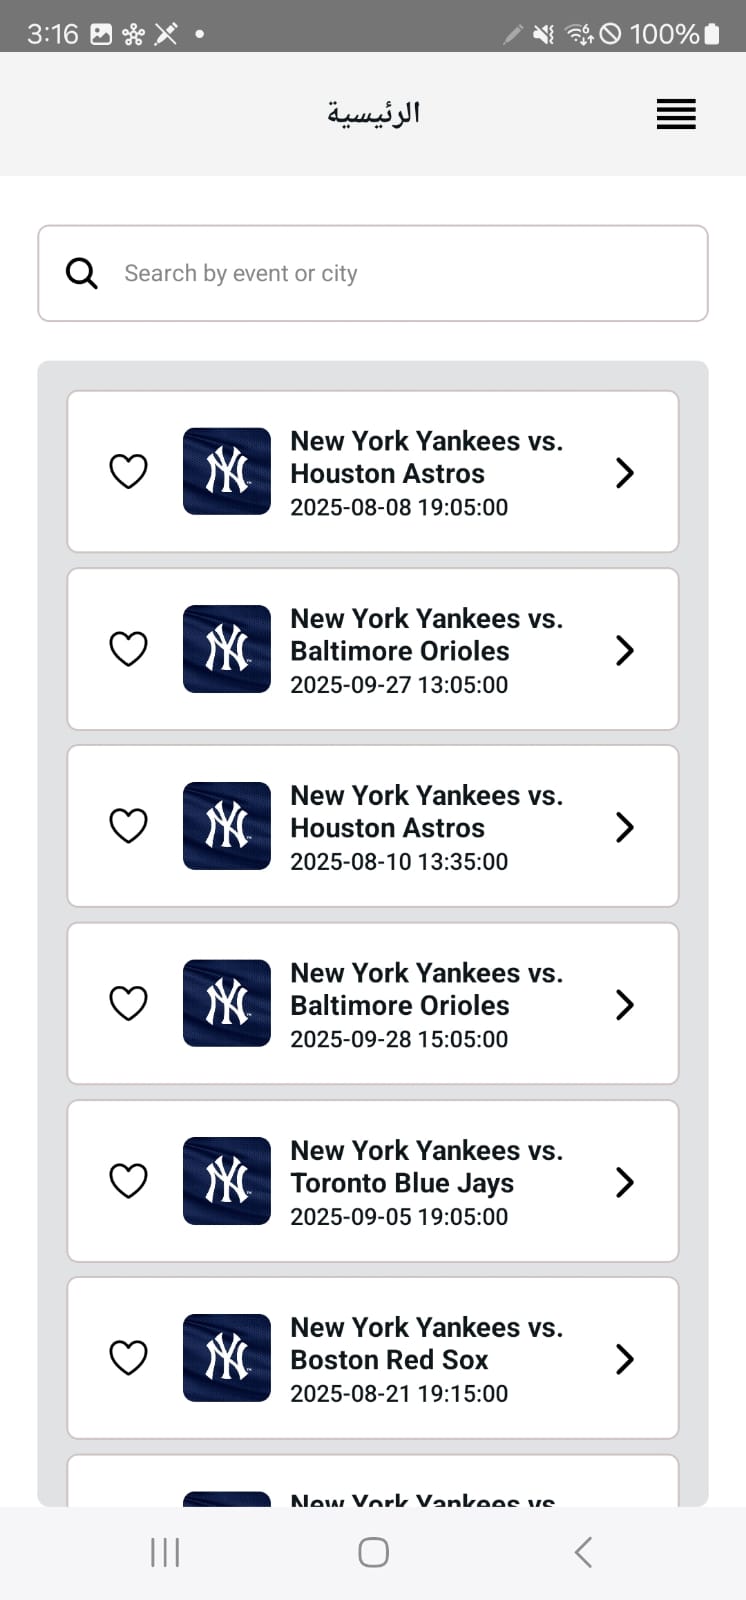 3:16
100%
الرئيسية
Search by event or city
New York Yankees vs.
Houston Astros
2025-08-08 19:05:00
New York Yankees vs.
Baltimore Orioles
2025-09-27 13:05:00
New York Yankees vs.
Houston Astros
2025-08-10 13:35:00
New York Yankees vs.
Baltimore Orioles
2025-09-28 15:05:00
New York Yankees vs.
Toronto Blue Jays
2025-09-05 19:05:00
New York Yankees vs.
Boston Red Sox
2025-08-21 19:15:00
New York Yankees vs.